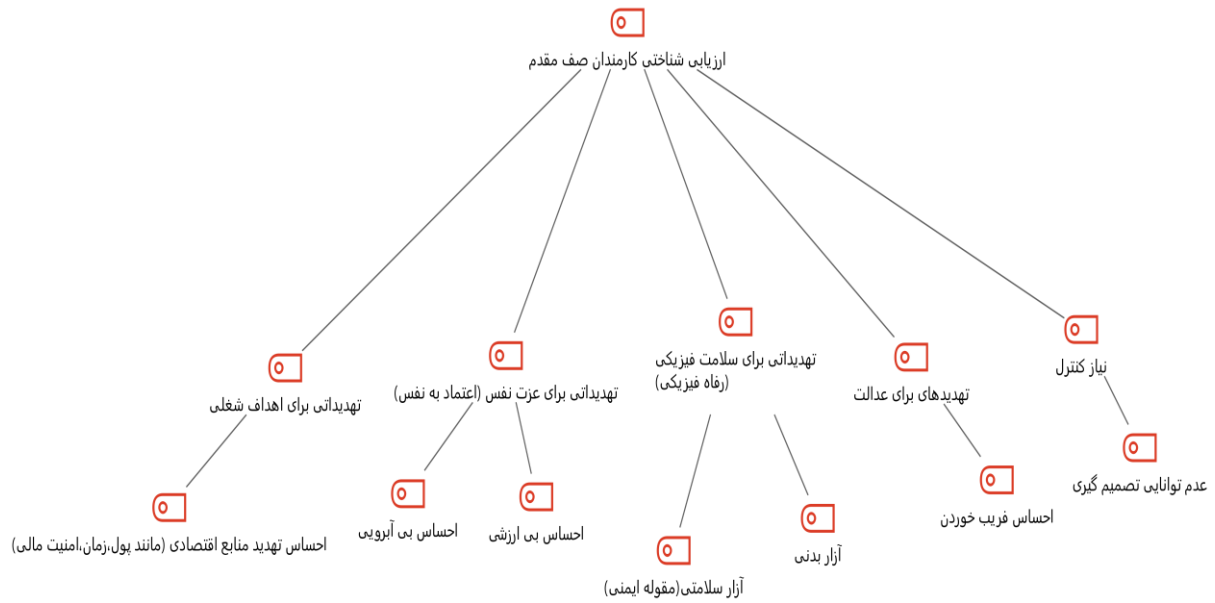 ارزیابی شناختی کارمندان صف مقدم
نیاز کنترل
تهدیدهای برای عدالت
تهدیداتی برای سلامت فیزیکی
(رفاه فیزیکی)
تهدیداتی برای عزت نفس (اعتماد به نفس)
تهدیداتی برای اهداف شغلی
عدم توانایی تصمیم گیری
احساس فریب خوردن
آزار بدنی
آزار سلامتی(مقوله ایمنی)
احساس بی ارزشی
احساس بی آبرویی
احساس تهدید منابع اقتصادی (مانند پول،زمان،امنیت مالی)